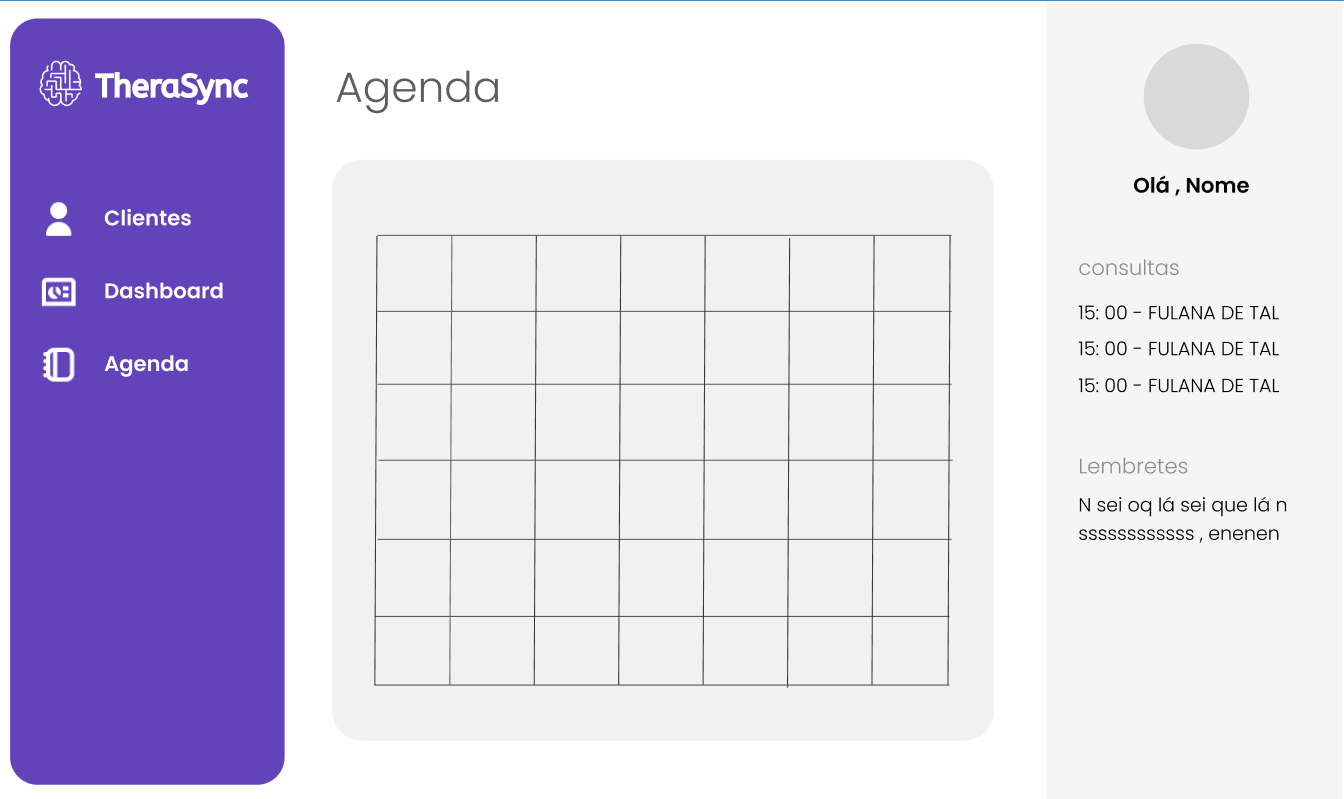 TheraSync
Clientes
Dashboard
Agenda
Agenda
Olá , Nome
consultas
15: 00 - FULANA DE TAL
15: 00 - FULANA DE TAL
15: 00 - FULANA DE TAL
Lembretes
N sei oq lá sei que lá n
ssssssssssss , enenen